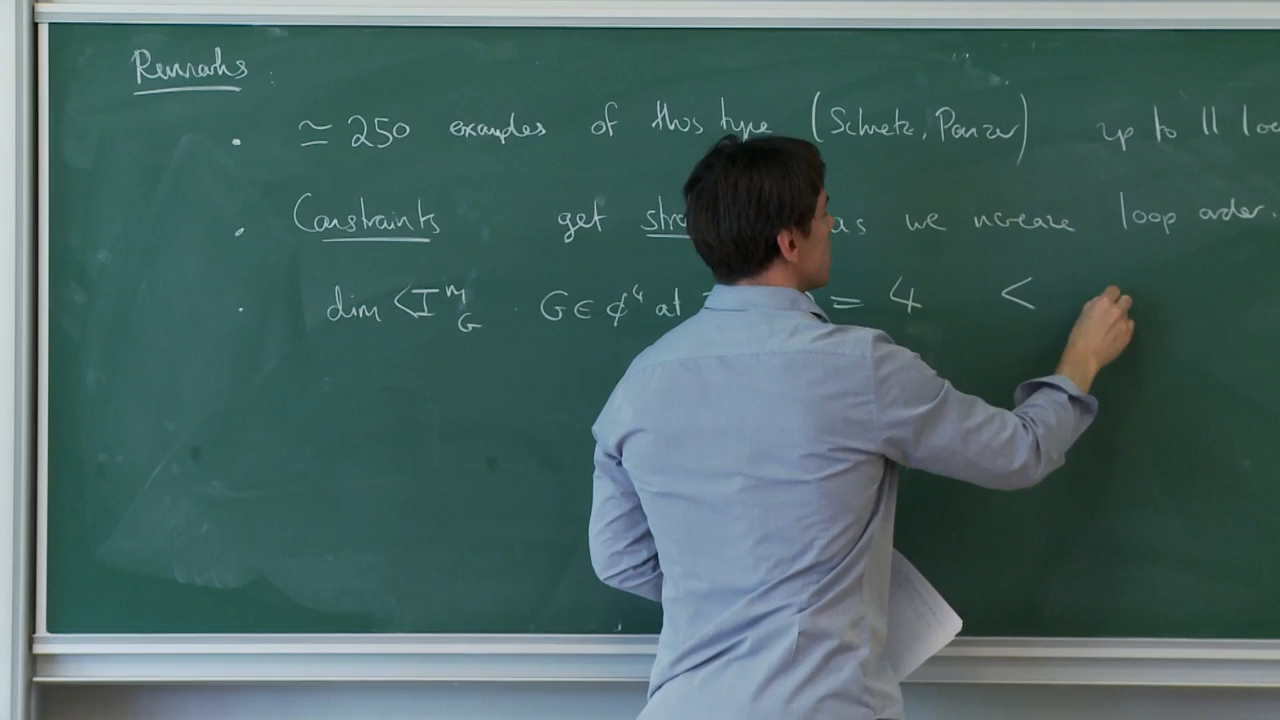 Remarks :
• ≃ 250 examples of this type (Schnetz, Panzer) up to 11 loo
• Constraints get stro as we increase loop order.
• dim <I^m_G G ∈ ϕ^4 at = 4 <